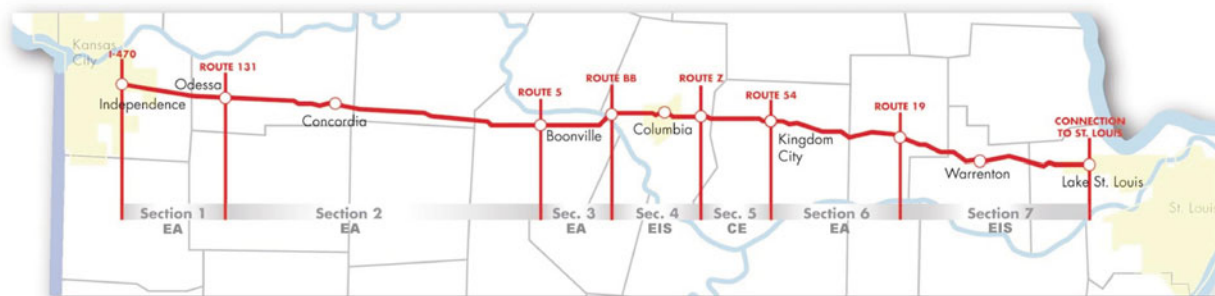 Kansas
City
I-470
ROUTE 131
Odessa
Independence
Concordia
ROUTE 5
Boonville
ROUTE BB
Columbia
ROUTE Z
ROUTE 54
Kingdom
City
ROUTE 19
Warrenton
CONNECTION
TO ST. LOUIS
Lake St. Louis
St. Louis
Section 1
EA
Section 2
EA
Sec. 3
EA
Sec. 4
EIS
Sec. 5
CE
Section 6
EA
Section 7
EIS